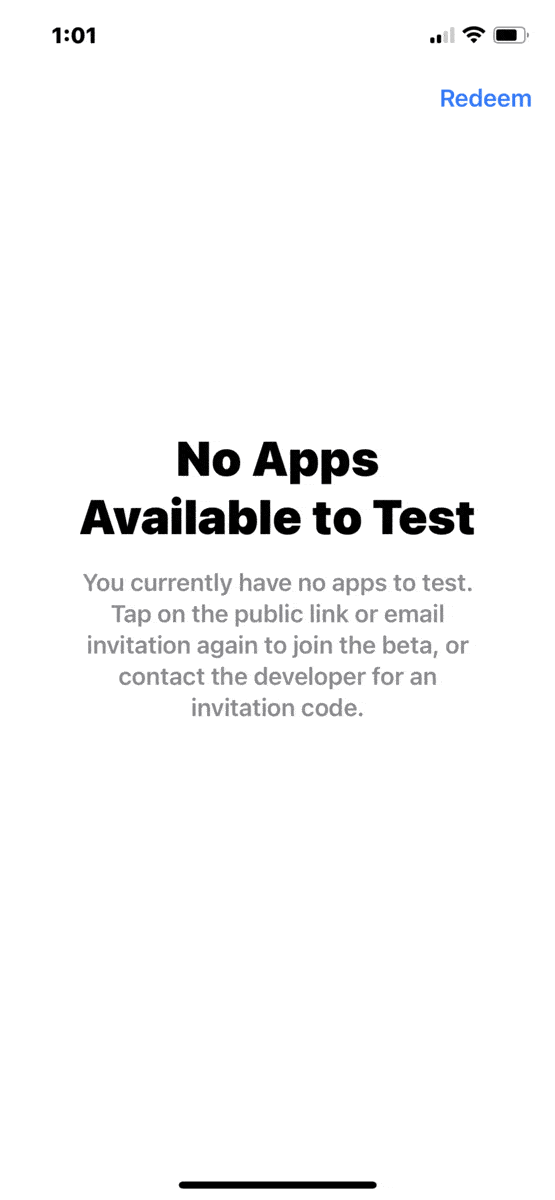 1:01
Redeem
No Apps
Available to Test
You currently have no apps to test.
Tap on the public link or email
invitation again to join the beta, or
contact the developer for an
invitation code.